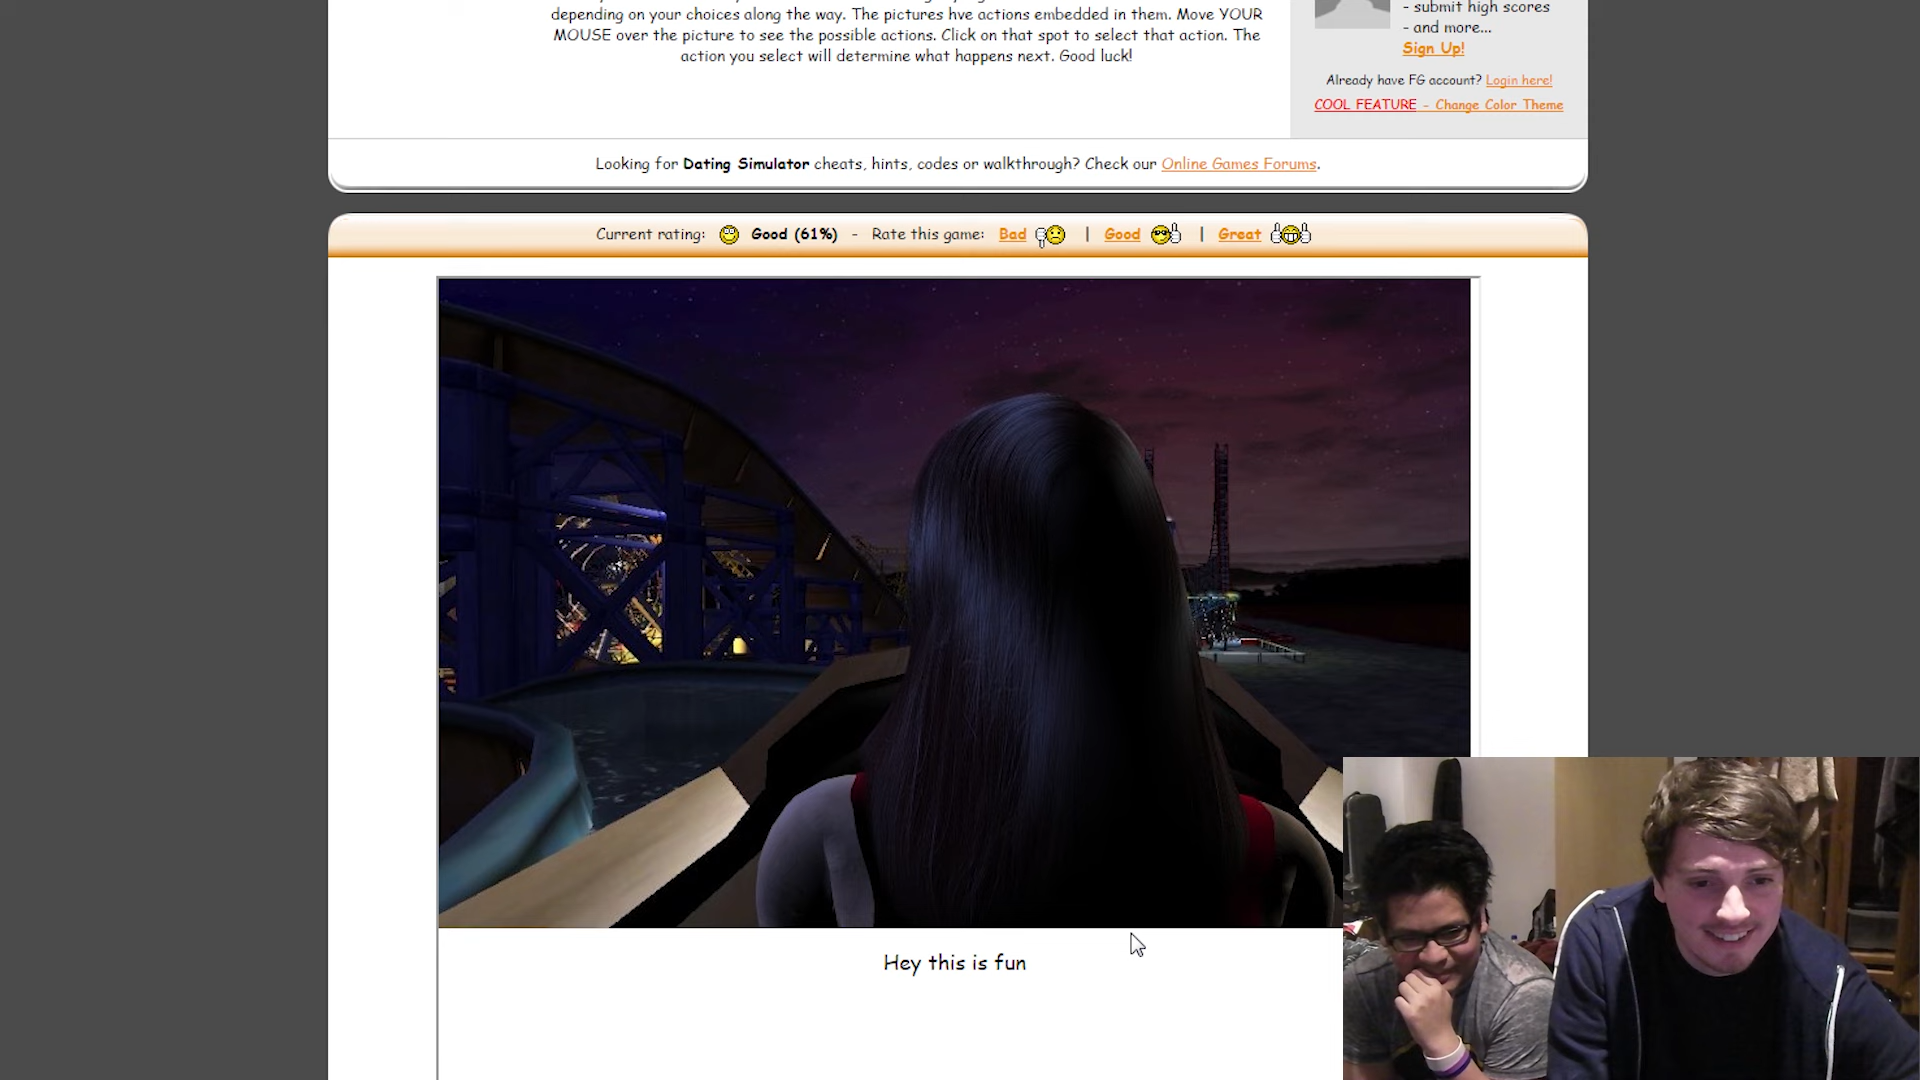 depending on your choices along the way. The pictures hve actions embedded in them. Move YOUR
MOUSE over the picture to see the possible actions. Click on that spot to select that action. The
action you select will determine what happens next. Good luck!
- submit high scores
- and more...
Sign Up!
Already have FG account? Login here!
COOL FEATURE - Change Color Theme
Looking for Dating Simulator cheats, hints, codes or walkthrough? Check our Online Games Forums.
Current rating: Good (61%) - Rate this game: Bad | Good | Great
Hey this is fun